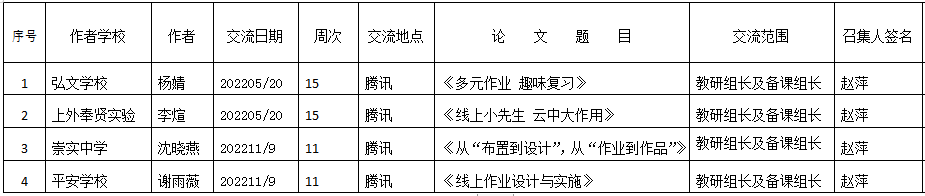 序号 作者学校 作者 交流日期 周次 交流地点 论 文 题 目 交流范围 召集人签名
1 弘文学校 杨婧 202205/20 15 腾讯 《多元作业 趣味复习》 教研组长及备课组长 赵萍
2 上外奉贤实验 李煊 202205/20 15 腾讯 《线上小先生 云中大作用》 教研组长及备课组长 赵萍
3 崇实中学 沈晓燕 202211/9 11 腾讯 《从“布置到设计”，从“作业到作品”》 教研组长及备课组长 赵萍
4 平安学校 谢雨薇 202211/9 11 腾讯 《线上作业设计与实施》 教研组长及备课组长 赵萍